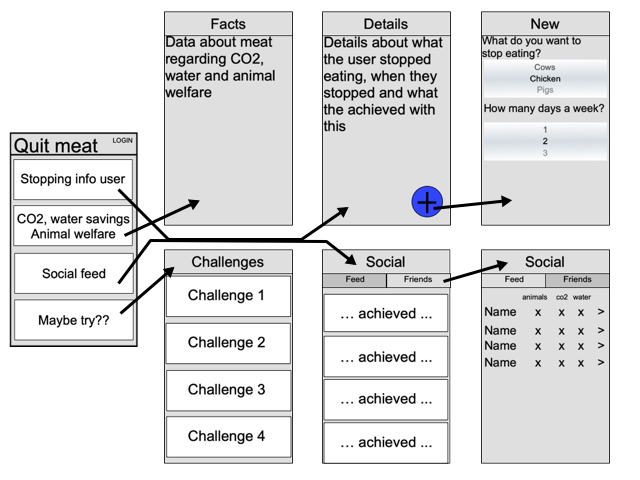 Quit meat
LOGIN
Stopping info user
CO2, water savings
Animal welfare
Social feed
Maybe try??
Facts
Data about meat
regarding CO2,
water and animal
welfare
Details
Details about what
the user stopped
eating, when they
stopped and what
the achieved with
this
New
What do you want to
stop eating?
Cows
Chicken
Pigs
How many days a week?
1
2
3
Challenges
Challenge 1
Challenge 2
Challenge 3
Challenge 4
Social
Feed Friends
... achieved ...
... achieved ...
... achieved ...
... achieved ...
Social
Feed Friends
animals co2 water
Name x x x >
Name x x x >
Name x x x >
Name x x x >